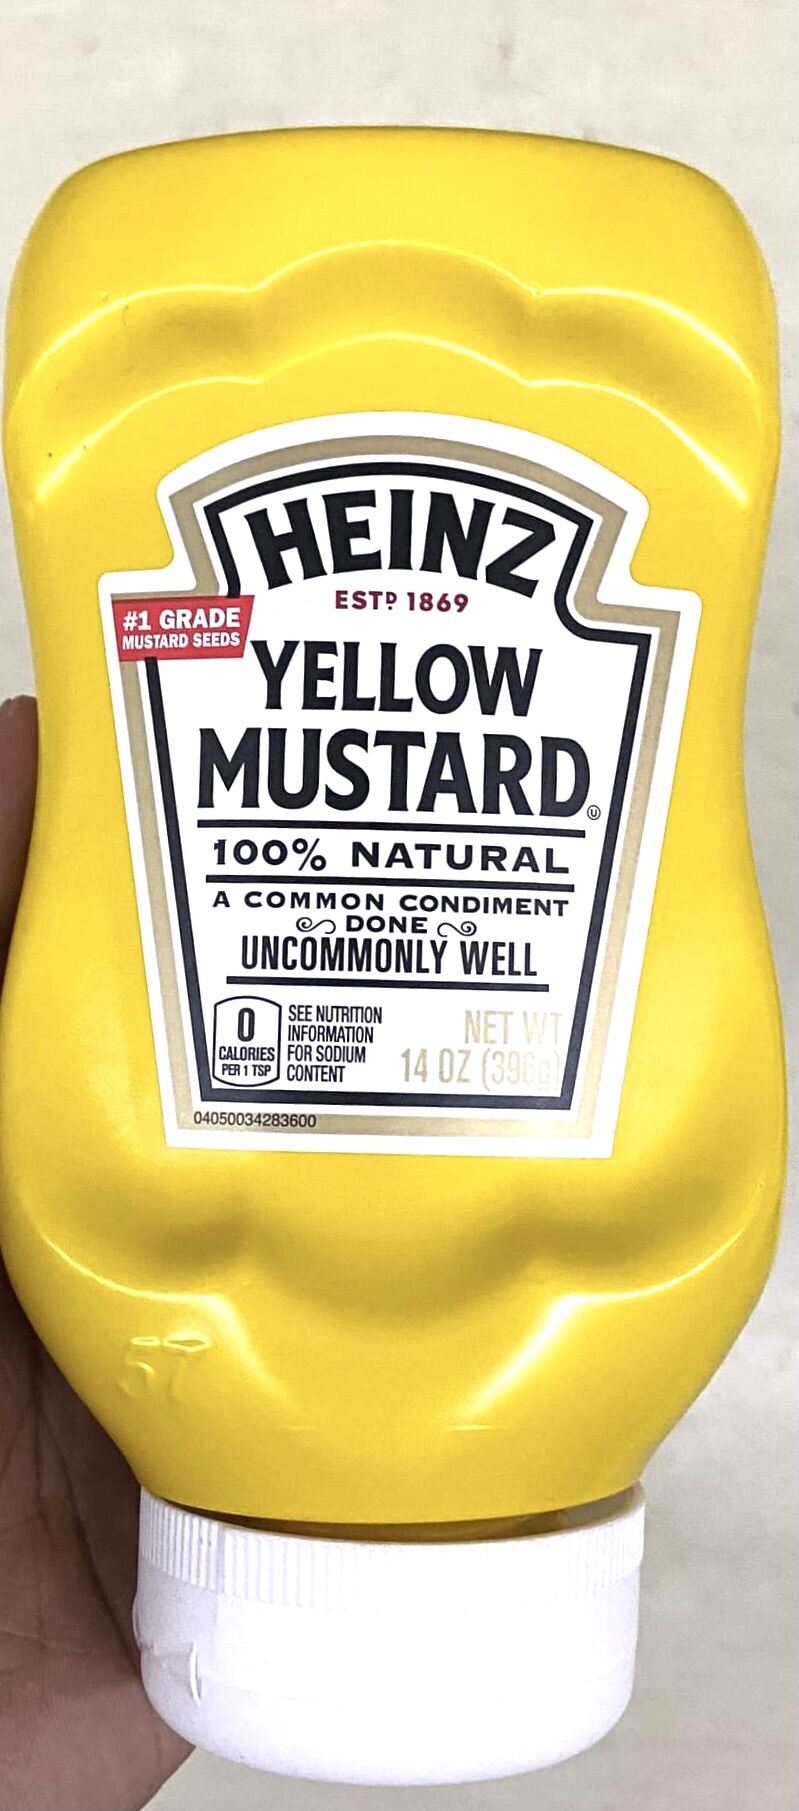 HEINZ
ESTD 1869
#1 GRADE
MUSTARD SEEDS
YELLOW
MUSTARD
U
100% NATURAL
A COMMON CONDIMENT
DONE
UNCOMMONLY WELL
0
CALORIES
PER 1 TSP
SEE NUTRITION
INFORMATION
FOR SODIUM
CONTENT
NET WT
14 OZ (396g)
04050034283600
57